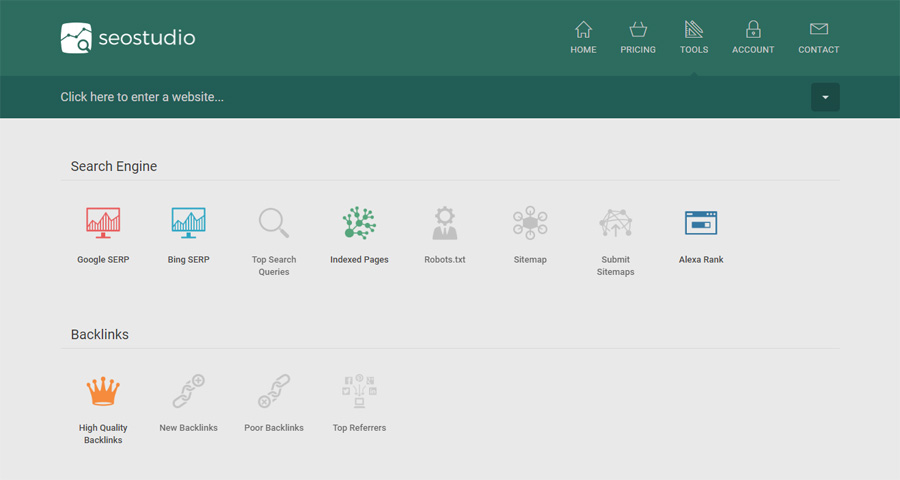 seostudio
HOME PRICING TOOLS ACCOUNT CONTACT
Click here to enter a website...
Search Engine
Google SERP Bing SERP Top Search Queries Indexed Pages Robots.txt Sitemap Submit Sitemaps Alexa Rank
Backlinks
High Quality Backlinks New Backlinks Poor Backlinks Top Referrers